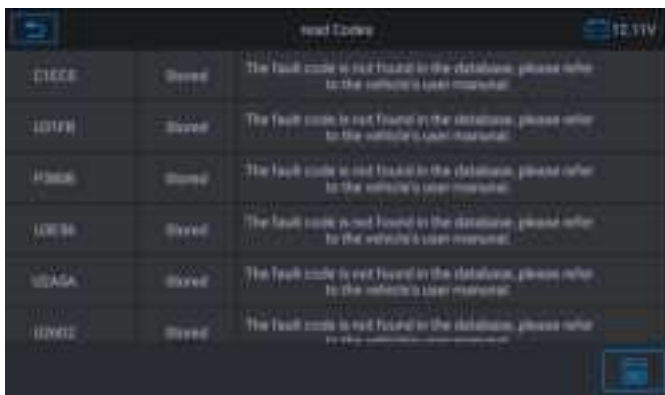 read Codes
12.11V
Stored
The fault code is not found in the database, please refer
to the vehicle's user manunal.
Stored
The fault code is not found in the database, please refer
to the vehicle's user manunal.
Stored
The fault code is not found in the database, please refer
to the vehicle's user manunal.
Stored
The fault code is not found in the database, please refer
to the vehicle's user manunal.
Stored
The fault code is not found in the database, please refer
to the vehicle's user manunal.
Stored
The fault code is not found in the database, please refer